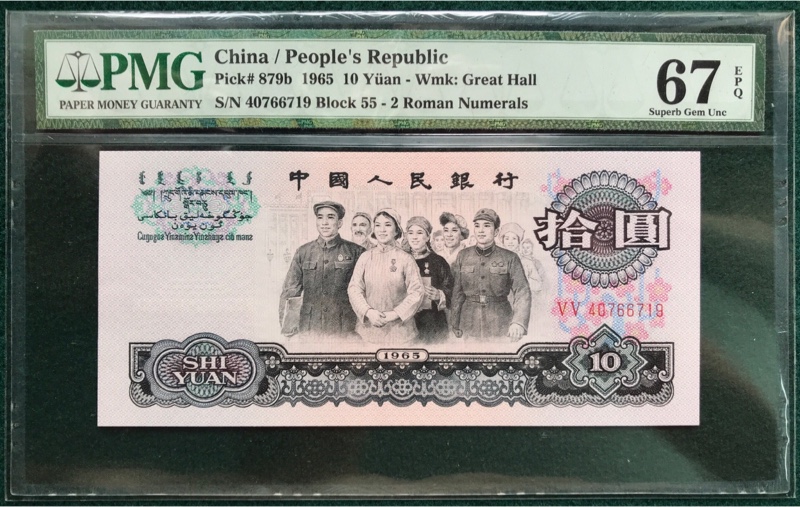 PMG
PAPER MONEY GUARANTY
China / People's Republic
Pick# 879b 1965 10 Yüan - Wmk: Great Hall
S/N 40766719 Block 55 - 2 Roman Numerals
67 EPQ
Superb Gem Unc
中國人民銀行
拾圓
VV 40766719
1965
SHI
YUAN
10